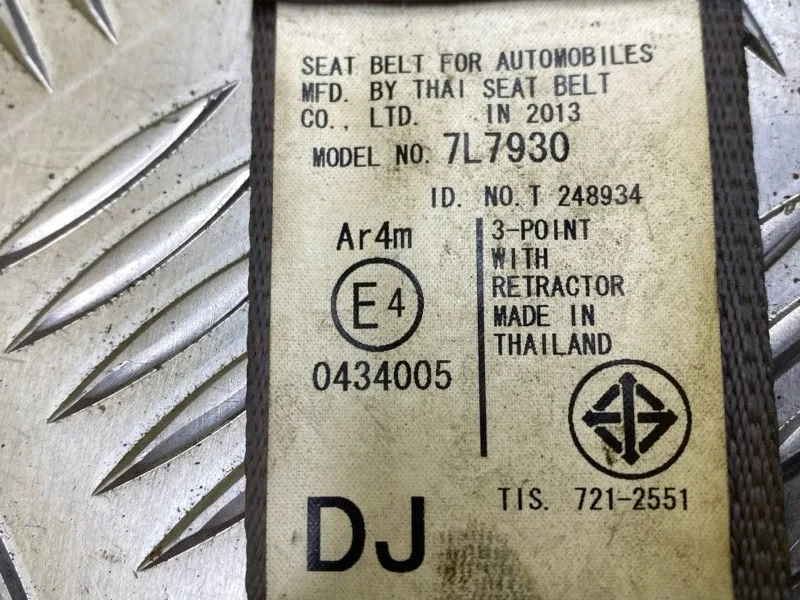 SEAT BELT FOR AUTOMOBILES
MFD. BY THAI SEAT BELT
CO., LTD. IN 2013
MODEL NO. 7L7930
ID. NO. T 248934
Ar4m
E4
0434005
3-POINT
WITH
RETRACTOR
MADE IN
THAILAND
TIS. 721-2551
DJ